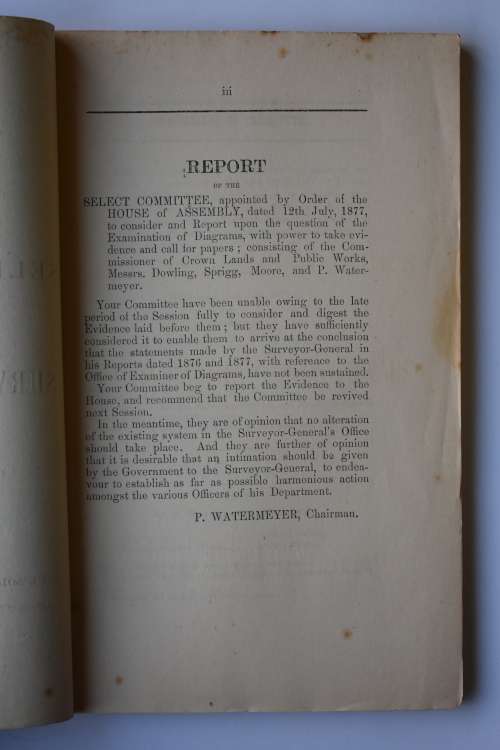 iii
REPORT
OF THE
SELECT COMMITTEE, appointed by Order of the
HOUSE of ASSEMBLY, dated 12th July, 1877,
to consider and Report upon the question of the
Examination of Diagrams, with power to take evi-
dence and call for papers; consisting of the Com-
missioner of Crown Lands and Public Works,
Messrs. Dowling, Sprigg, Moore, and P. Water-
meyer.
Your Committee have been unable owing to the late
period of the Session fully to consider and digest the
Evidence laid before them; but they have sufficiently
considered it to enable them to arrive at the conclusion
that the statements made by the Surveyor-General in
his Reports dated 1876 and 1877, with reference to the
Office of Examiner of Diagrams, have not been sustained.
Your Committee beg to report the Evidence to the
House, and recommend that the Committee be revived
next Session.
In the meantime, they are of opinion that no alteration
of the existing system in the Surveyor-General's Office
should take place. And they are further of opinion
that it is desirable that an intimation should be given
by the Government to the Surveyor-General, to endea-
vour to establish as far as possible harmonious action
amongst the various Officers of his Department.
P. WATERMEYER, Chairman.